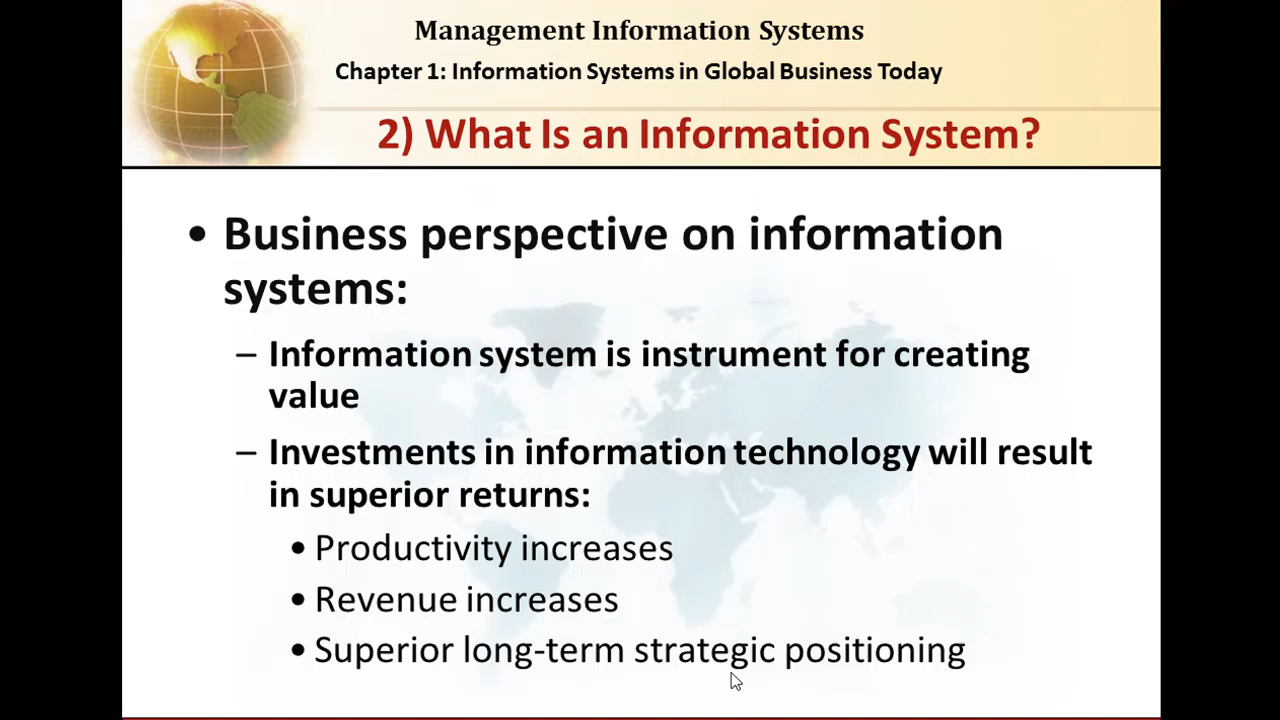 Management Information Systems
Chapter 1: Information Systems in Global Business Today
2) What Is an Information System?
• Business perspective on information
systems:
– Information system is instrument for creating
value
– Investments in information technology will result
in superior returns:
• Productivity increases
• Revenue increases
• Superior long-term strategic positioning